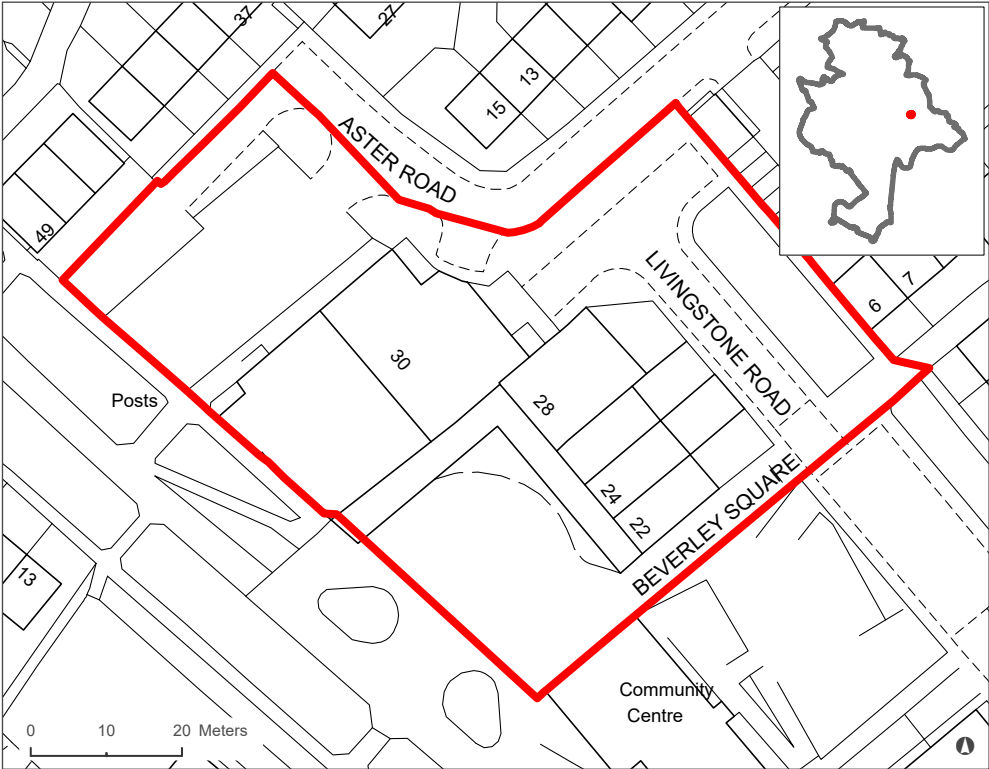 37
27
13
15
ASTER ROAD
49
LIVINGSTONE ROAD
7
6
30
Posts
28
24
22
BEVERLEY SQUARE
13
Community
Centre
0 10 20 Meters